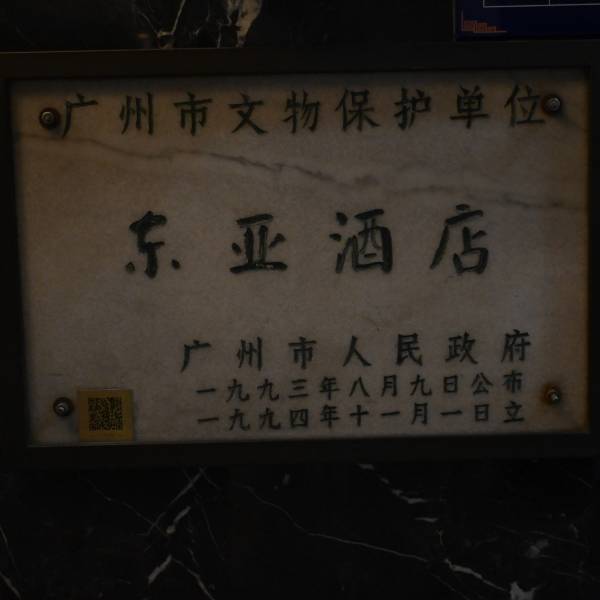 广州市文物保护单位
东亚酒店
广州市人民政府
一九九三年八月九日公布
一九九四年十一月一日立